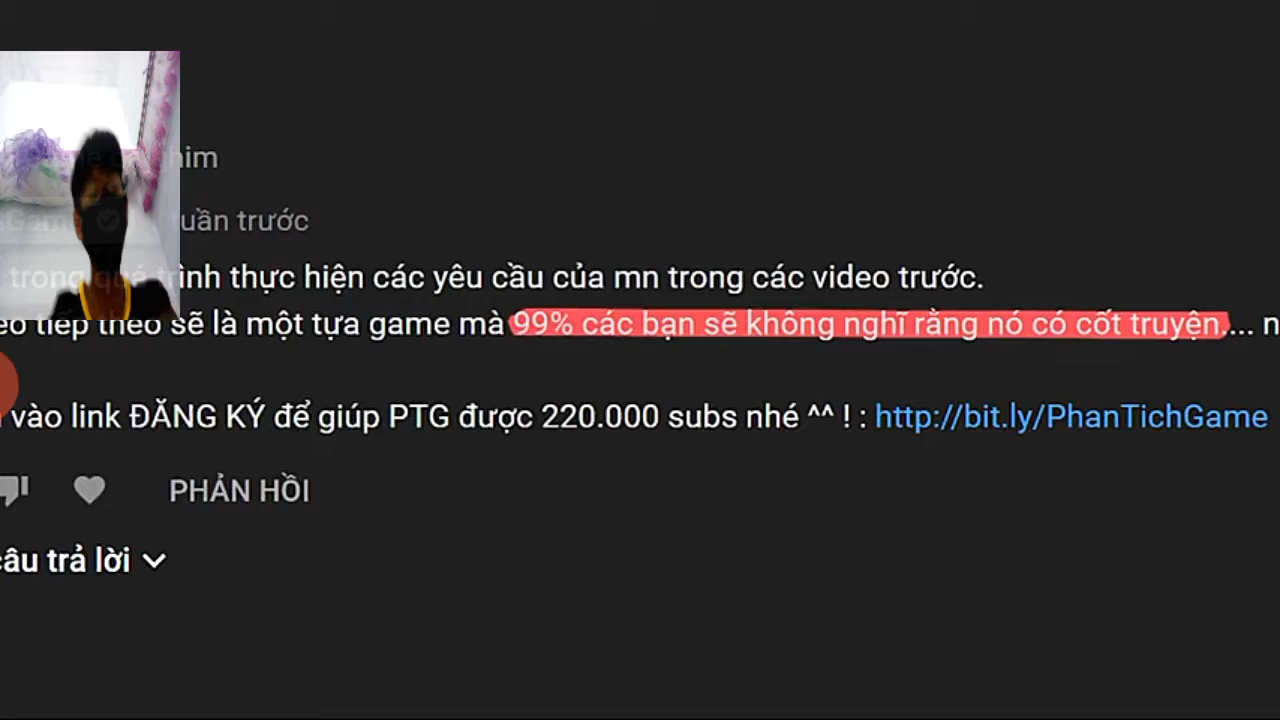 him
tuần trước
trong quá trình thực hiện các yêu cầu của mn trong các video trước.
eo tiếp theo sẽ là một tựa game mà 99% các bạn sẽ không nghĩ rằng nó có cốt truyện.... n
vào link ĐĂNG KÝ để giúp PTG được 220.000 subs nhé ^^ ! : http://bit.ly/PhanTichGame
PHẢN HỒI
câu trả lời